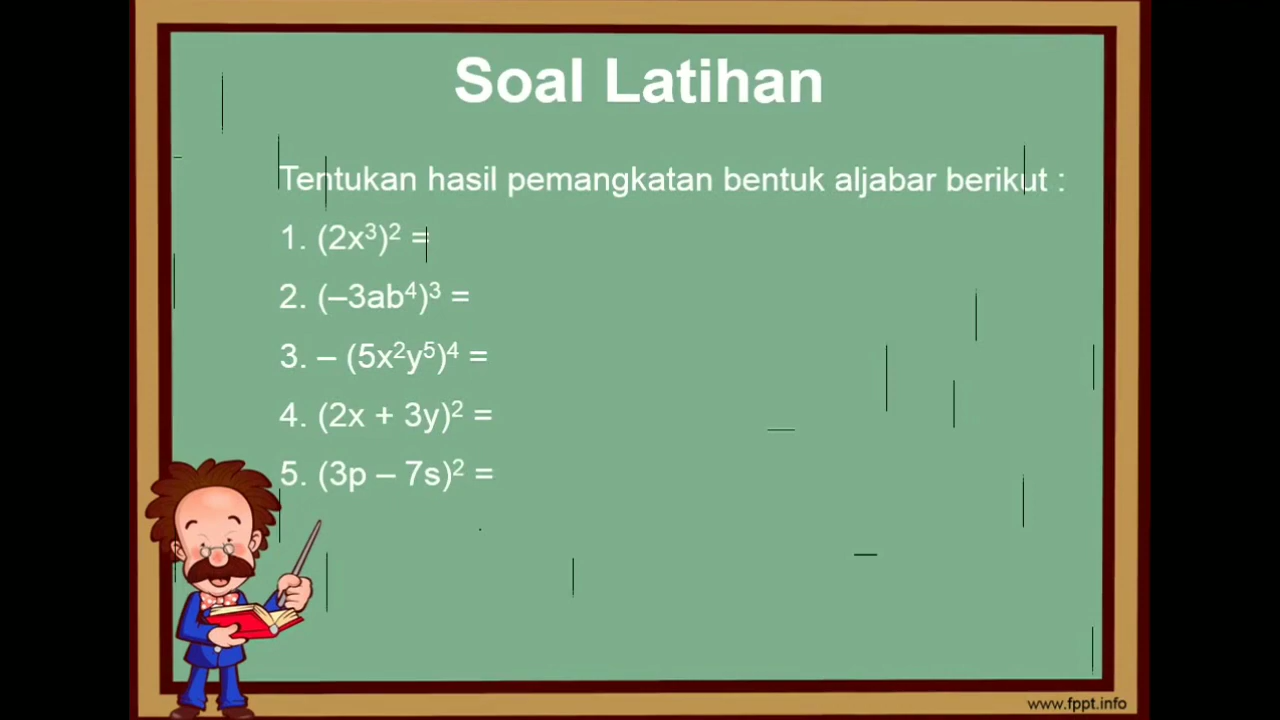 Soal Latihan
Tentukan hasil pemangkatan bentuk aljabar berikut :
1. (2x³)² =
2. (–3ab⁴)³ =
3. – (5x²y⁵)⁴ =
4. (2x + 3y)² =
5. (3p – 7s)² =
www.fppt.info